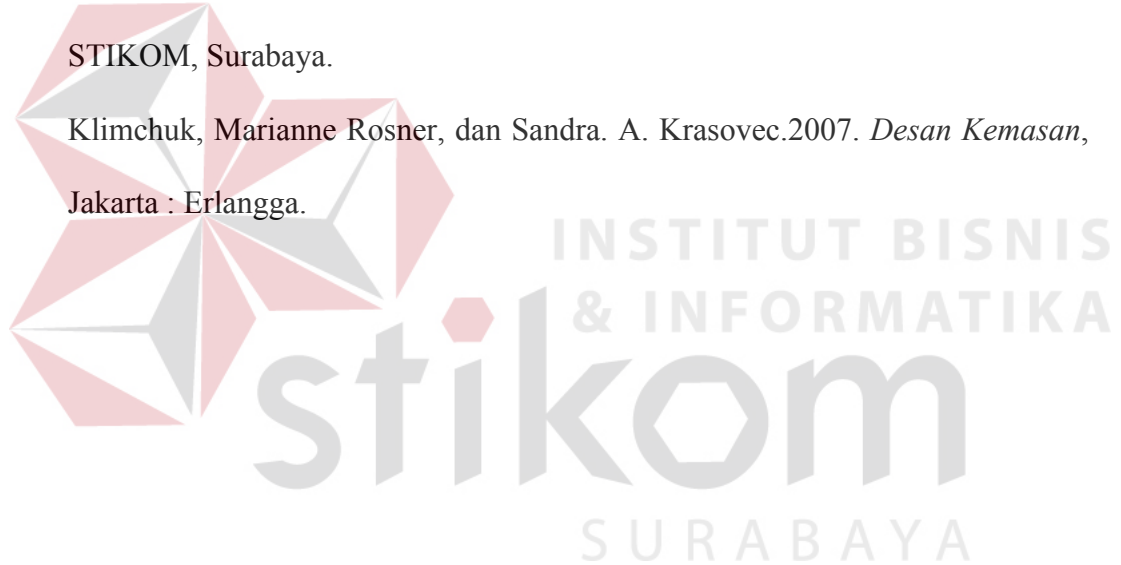 STIKOM, Surabaya.
Klimchuk, Marianne Rosner, dan Sandra. A. Krasovec.2007. Desan Kemasan,
Jakarta : Erlangga.
INSTITUT BISNIS
& INFORMATIKA
stikom
SURABAYA